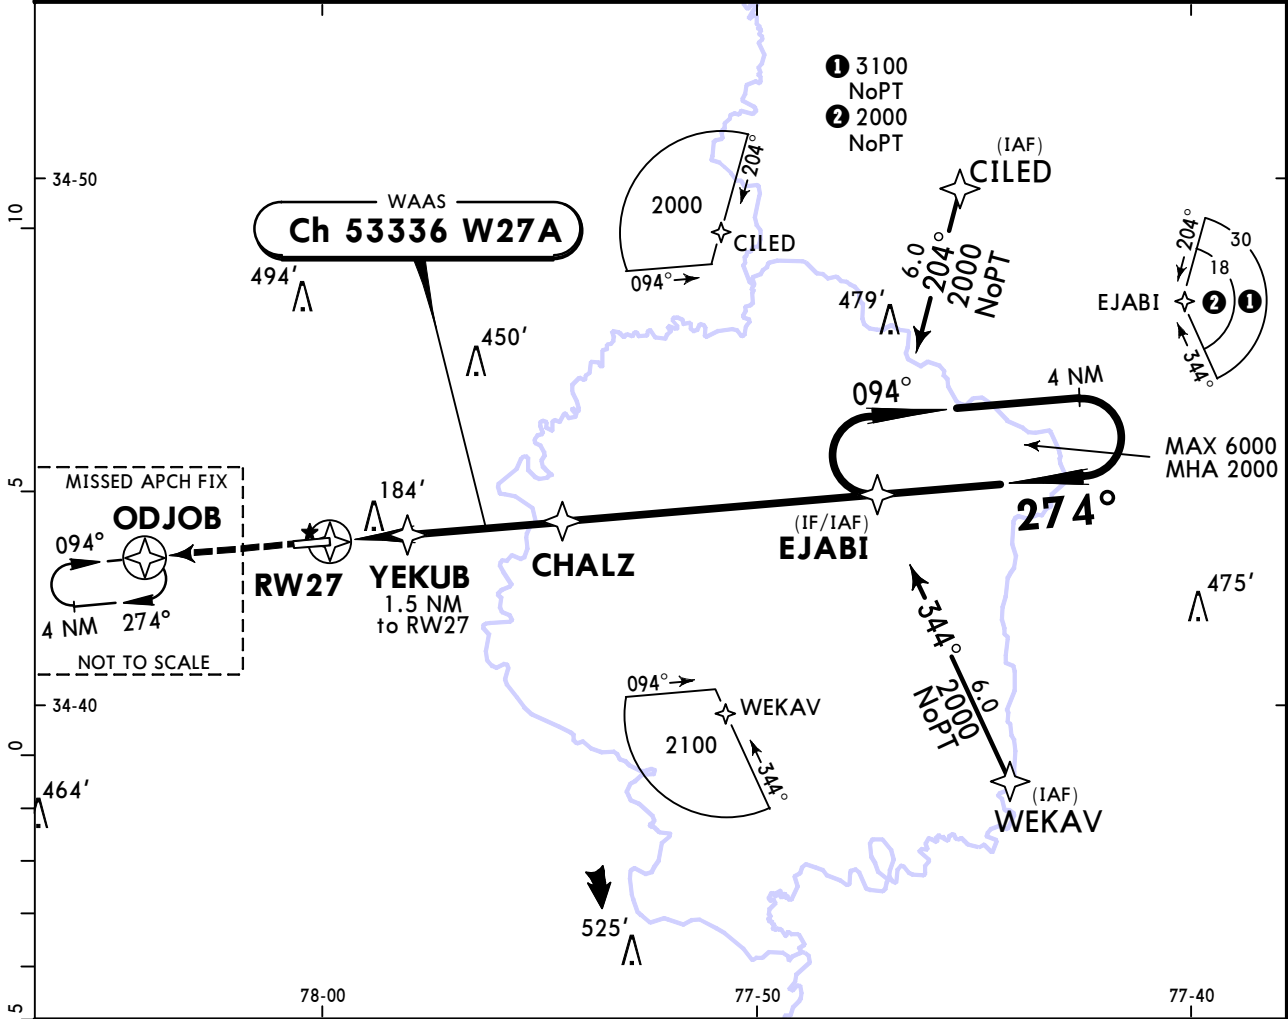 ❶ 3100
NoPT
❷ 2000
NoPT
(IAF)
CILED
204°
2000
CILED
094°
34-50
10
WAAS
Ch 53336 W27A
494'
450'
6.0
204°
2000
NoPT
479'
204°
30
18
EJABI
❷ ❶
344°
094°
4 NM
MAX 6000
MHA 2000
274°
5
MISSED APCH FIX
ODJOB
094°
4 NM
274°
NOT TO SCALE
184'
RW27
YEKUB
1.5 NM
to RW27
CHALZ
(IF/IAF)
EJABI
475'
344°
6.0
2000
NoPT
34-40
0
094°
WEKAV
2100
344°
(IAF)
WEKAV
464'
525'
5
78-00
77-50
77-40